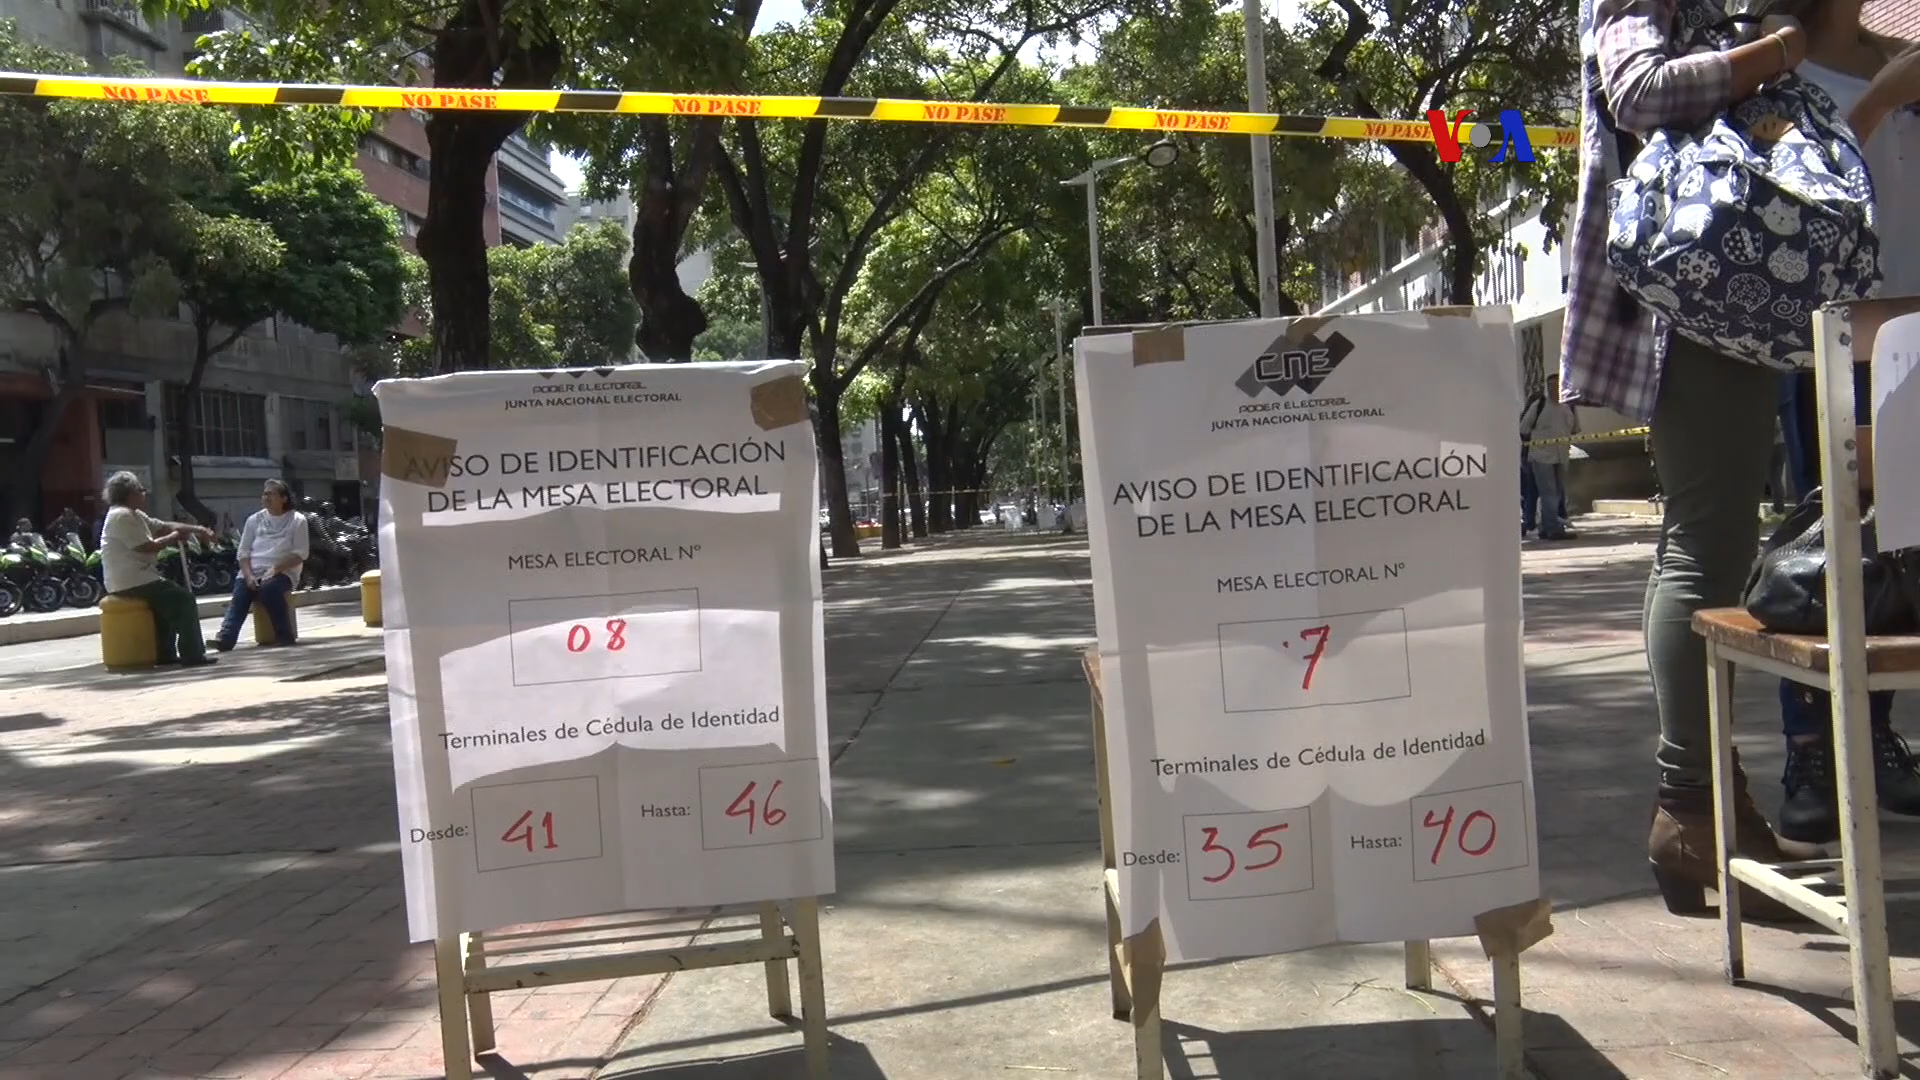 NO PASE NO PASE NO PASE NO PASE NO PASE NO PASE NO
VOA
PODER ELECTORAL
JUNTA NACIONAL ELECTORAL
AVISO DE IDENTIFICACIÓN
DE LA MESA ELECTORAL
MESA ELECTORAL Nº
08
Terminales de Cédula de Identidad
Desde: 41 Hasta: 46
CNE
PODER ELECTORAL
JUNTA NACIONAL ELECTORAL
AVISO DE IDENTIFICACIÓN
DE LA MESA ELECTORAL
MESA ELECTORAL Nº
7
Terminales de Cédula de Identidad
Desde: 35 Hasta: 40